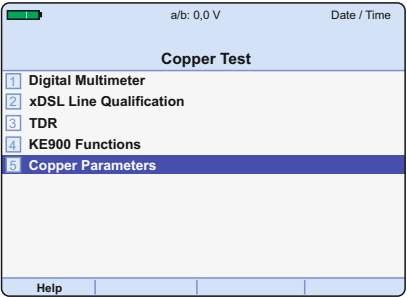 a/b: 0,0 V Date / Time
Copper Test
1 Digital Multimeter
2 xDSL Line Qualification
3 TDR
4 KE900 Functions
5 Copper Parameters
Help